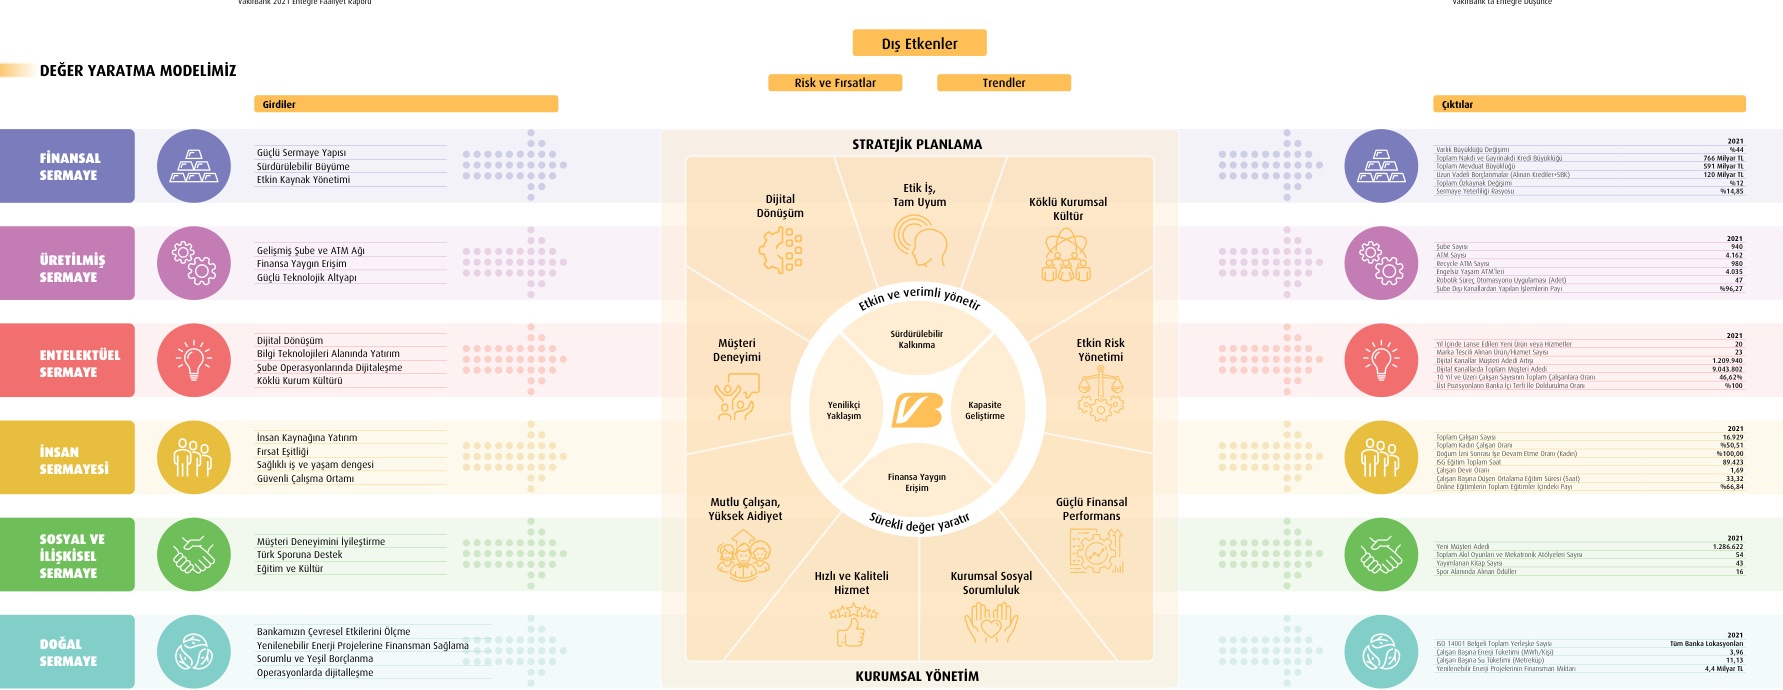 VakıfBank 2021 Entegre Faaliyet Raporu
VakıfBank'ta Entegre Düşünce
Dış Etkenler
DEĞER YARATMA MODELİMİZ
Risk ve Fırsatlar
Trendler
Girdiler
Çıktılar
FİNANSAL
SERMAYE
Güçlü Sermaye Yapısı
Sürdürülebilir Büyüme
Etkin Kaynak Yönetimi
ÜRETİLMİŞ
SERMAYE
Gelişmiş Şube ve ATM Ağı
Finansa Yaygın Erişim
Güçlü Teknolojik Altyapı
ENTELEKTÜEL
SERMAYE
Dijital Dönüşüm
Bilgi Teknolojileri Alanında Yatırım
Şube Operasyonlarında Dijitaleşme
Köklü Kurum Kültürü
İNSAN
SERMAYESİ
İnsan Kaynağına Yatırım
Fırsat Eşitliği
Sağlıklı iş ve yaşam dengesi
Güvenli Çalışma Ortamı
SOSYAL VE
İLİŞKİSEL
SERMAYE
Müşteri Deneyimini İyileştirme
Türk Sporuna Destek
Eğitim ve Kültür
DOĞAL
SERMAYE
Bankamızın Çevresel Etkilerini Ölçme
Yenilenebilir Enerji Projelerine Finansman Sağlama
Sorumlu ve Yeşil Borçlanma
Operasyonlarda dijitalleşme
STRATEJİK PLANLAMA
Dijital
Dönüşüm
Etik İş,
Tam Uyum
Köklü Kurumsal
Kültür
Müşteri
Deneyimi
Etkin Risk
Yönetimi
Mutlu Çalışan,
Yüksek Aidiyet
Güçlü Finansal
Performans
Hızlı ve Kaliteli
Hizmet
Kurumsal Sosyal
Sorumluluk
Etkin ve verimli yönetir
Sürdürülebilir
Kalkınma
Yenilikçi
Yaklaşım
Kapasite
Geliştirme
Finansa Yaygın
Erişim
Sürekli değer yaratır
KURUMSAL YÖNETİM
2021
Varlık Büyüklüğü Değişimi %44
Toplam Nakdi ve Gayrinakdi Kredi Büyüklüğü 766 Milyar TL
Toplam Mevduat Büyüklüğü 591 Milyar TL
Uzun Vadeli Borçlanmalar (Alınan Krediler+SBK) 120 Milyar TL
Toplam Özkaynak Değişimi %12
Sermaye Yeterliliği Rasyosu %14,85
2021
Şube Sayısı 940
ATM Sayısı 4.162
Recycle ATM Sayısı 980
Engelsiz Yaşam ATM'leri 4.035
Robotik Süreç Otomasyonu Uygulaması (Adet) 47
Şube Dışı Kanallardan Yapılan İşlemlerin Payı %96,27
2021
Yıl İçinde Lanse Edilen Yeni Ürün veya Hizmetler 20
Marka Tescili Alınan Ürün/Hizmet Sayısı 23
Dijital Kanallar Müşteri Adedi Artışı 1.209.940
Dijital Kanallarda Toplam Müşteri Adedi 9.043.802
10 Yıl ve Üzeri Çalışan Sayısının Toplam Çalışanlara Oranı 46,62%
Üst Pozisyonların Banka İçi Terfi İle Doldurulma Oranı %100
2021
Toplam Çalışan Sayısı 16.929
Toplam Kadın Çalışan Oranı %50,51
Doğum İzni Sonrası İşe Devam Etme Oranı (Kadın) %100,00
İSG Eğitim Toplam Saat 89.423
Çalışan Devir Oranı 1,69
Çalışan Başına Düşen Ortalama Eğitim Süresi (Saat) 33,32
Online Eğitimlerin Toplam Eğitimler İçindeki Payı %66,84
2021
Yeni Müşteri Adedi 1.286.622
Toplam Akıl Oyunları ve Mekatronik Atölyeleri Sayısı 54
Yayımlanan Kitap Sayısı 43
Spor Alanında Alınan Ödüller 16
2021
ISO 14001 Belgeli Toplam Yerleşke Sayısı Tüm Banka Lokasyonları
Çalışan Başına Enerji Tüketimi (MWh/Kişi) 3,96
Çalışan Başına Su Tüketimi (Metreküp) 11,13
Yenilenebilir Enerji Projelerinin Finansman Miktarı 4,4 Milyar TL